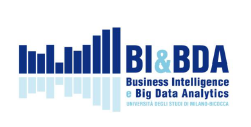 BI&BDA
Business Intelligence
e Big Data Analytics
UNIVERSITÀ DEGLI STUDI DI MILANO-BICOCCA